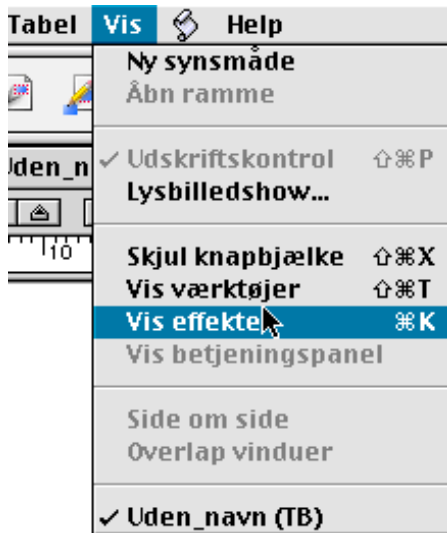 Tabel Vis Help
Ny synsmåde
Åbn ramme
✓ Udskriftskontrol ⇧⌘P
Lysbilledshow...
Skjul knapbjælke ⇧⌘X
Vis værktøjer ⇧⌘T
Vis effekte ⌘K
Vis betjeningspanel
Side om side
Overlap vinduer
✓ Uden_navn (TB)
Uden_n
10